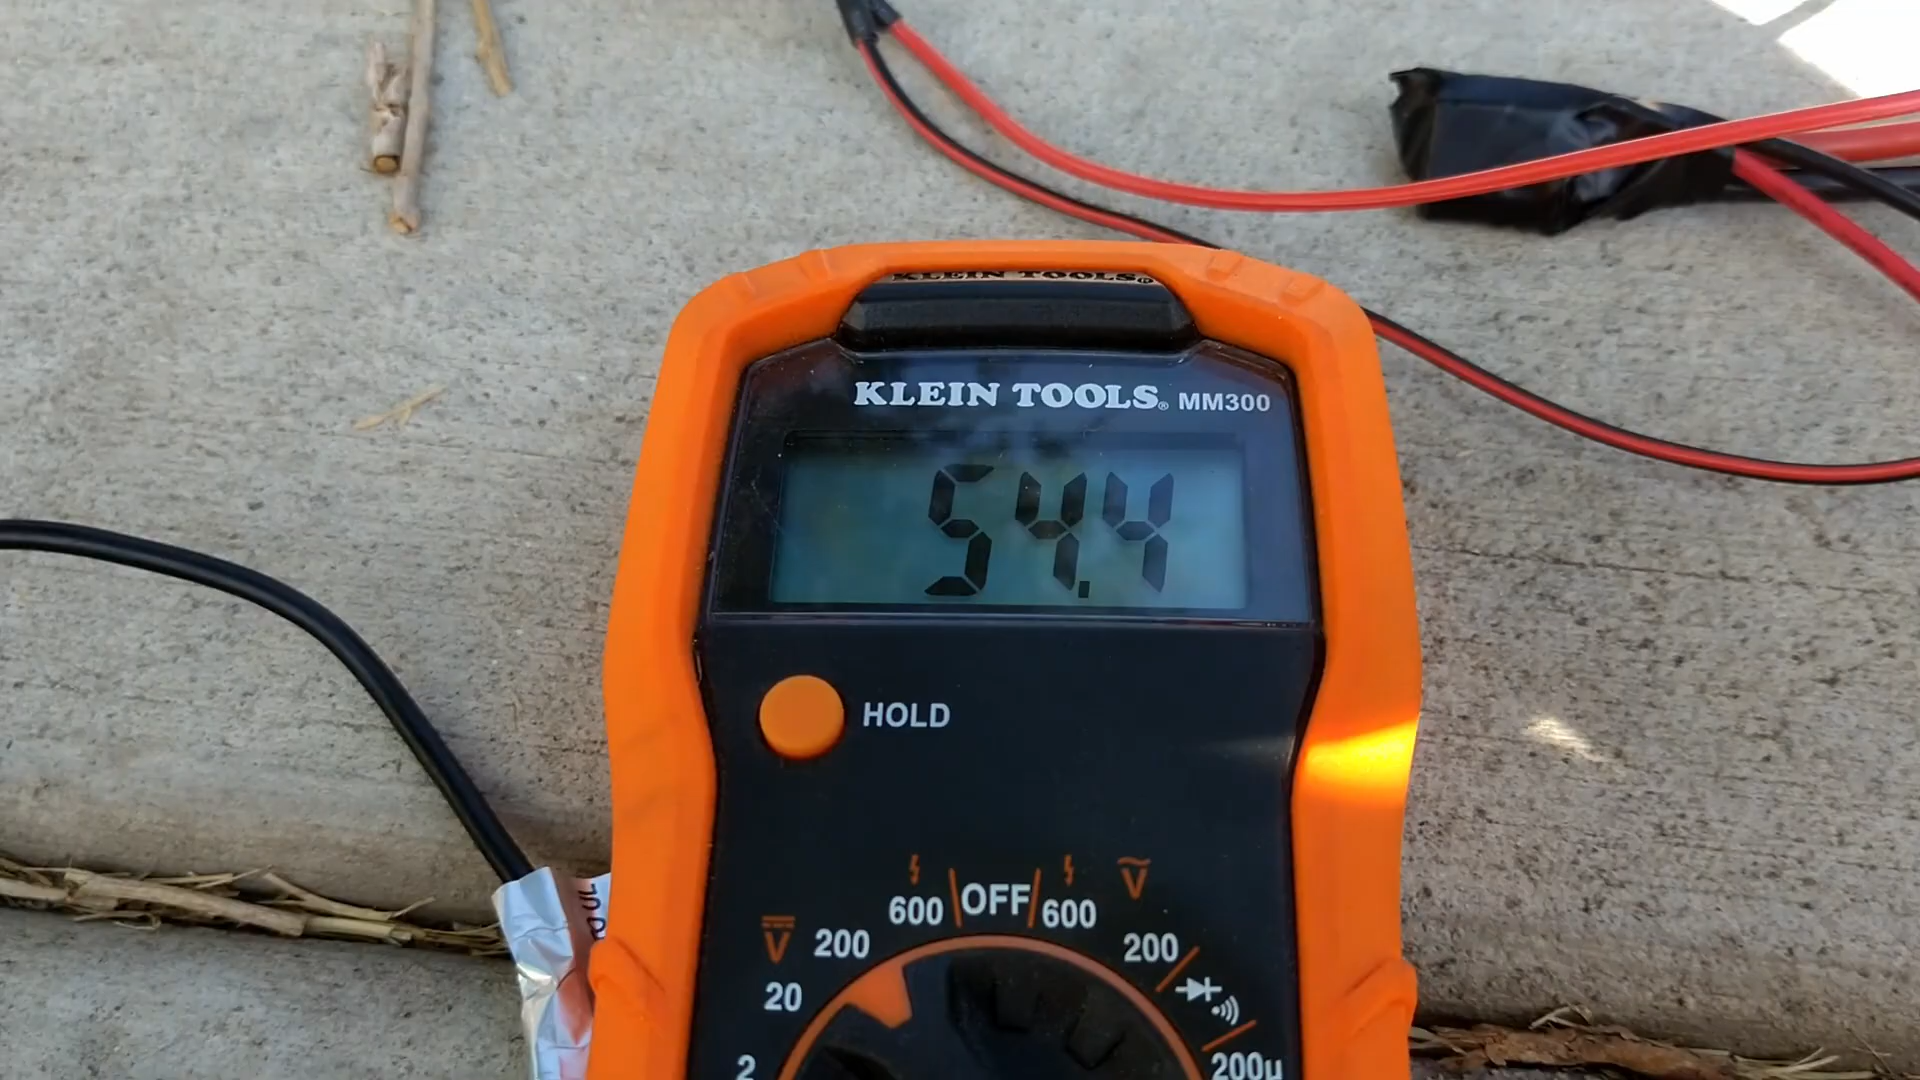 KLEIN TOOLS®
KLEIN TOOLS® MM300
54.4
HOLD
600 OFF 600 V
V 200 200
20
2 200µ